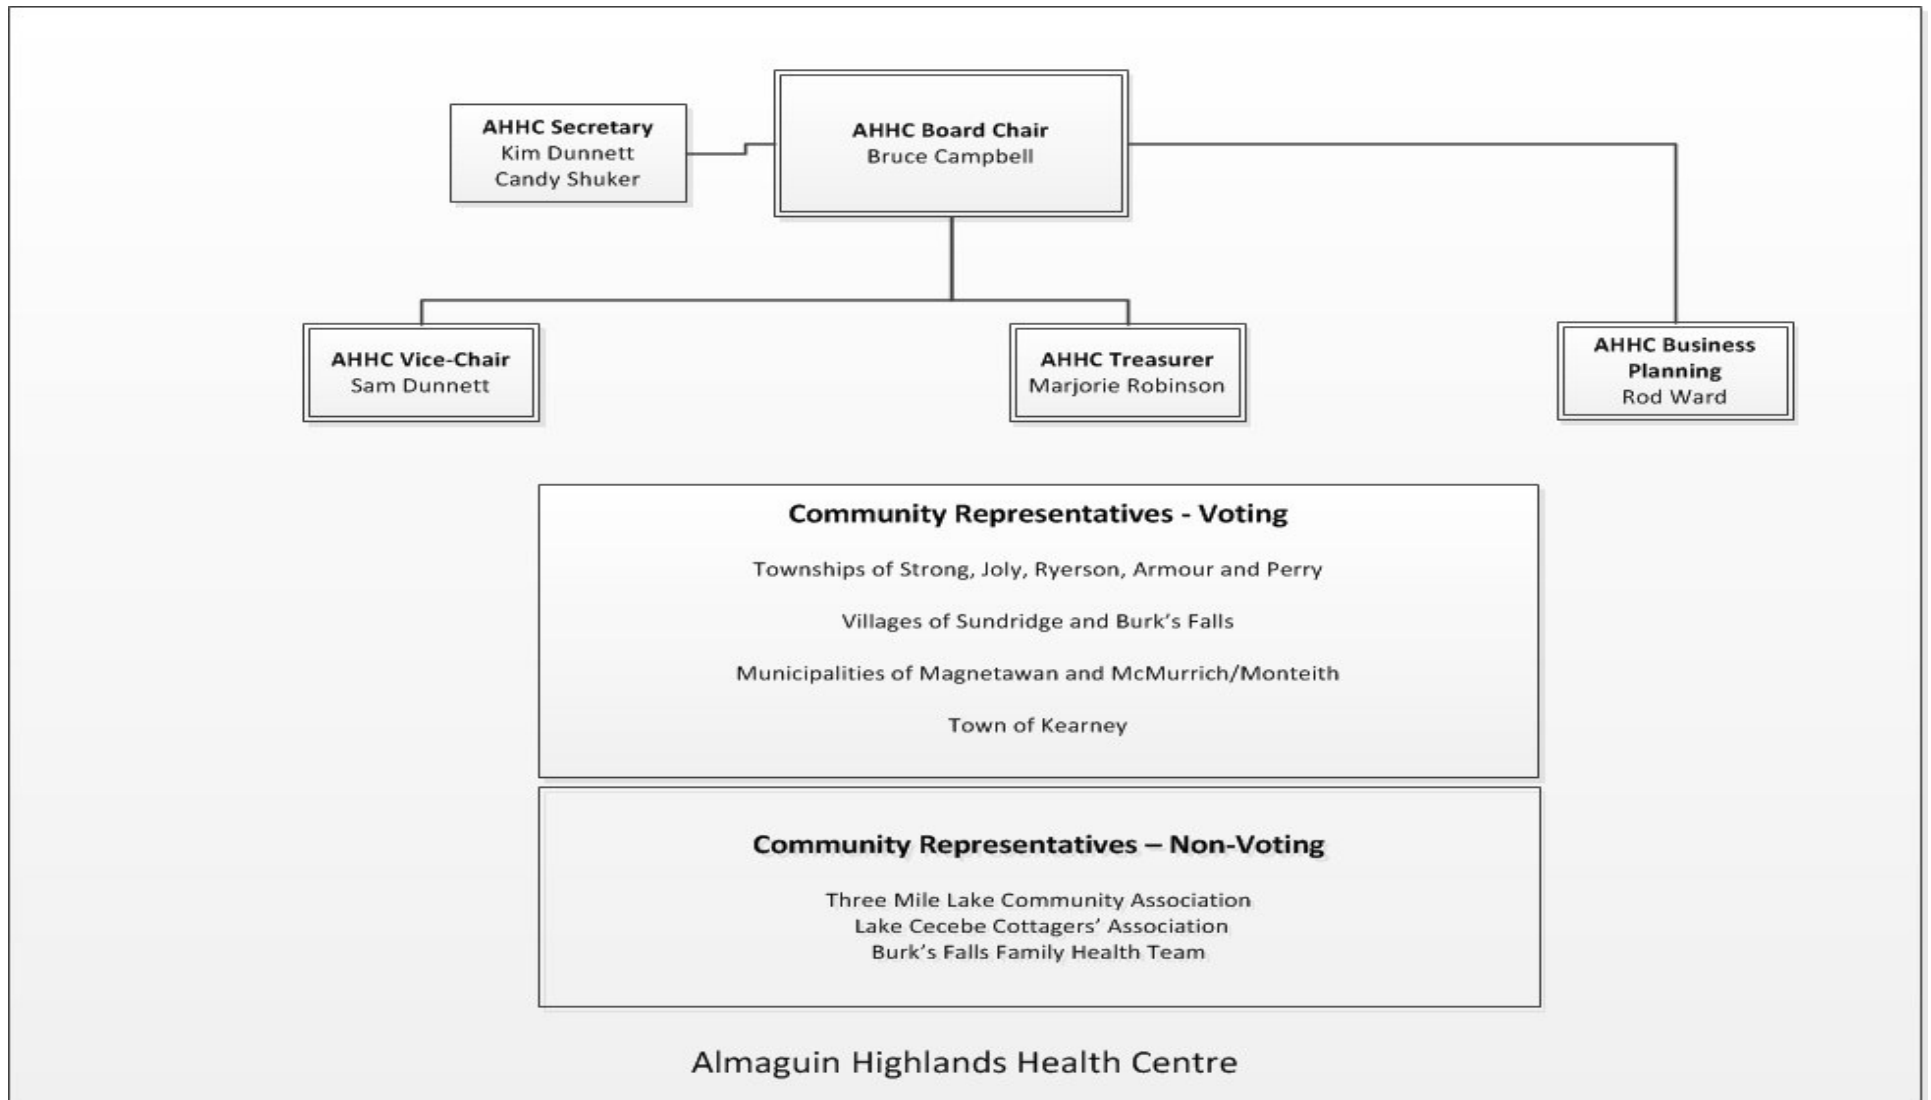 AHHC Secretary
Kim Dunnett
Candy Shuker
AHHC Board Chair
Bruce Campbell
AHHC Vice-Chair
Sam Dunnett
AHHC Treasurer
Marjorie Robinson
AHHC Business
Planning
Rod Ward
Community Representatives - Voting
Townships of Strong, Joly, Ryerson, Armour and Perry
Villages of Sundridge and Burk’s Falls
Municipalities of Magnetawan and McMurrich/Monteith
Town of Kearney
Community Representatives – Non-Voting
Three Mile Lake Community Association
Lake Cecebe Cottagers’ Association
Burk’s Falls Family Health Team
Almaguin Highlands Health Centre